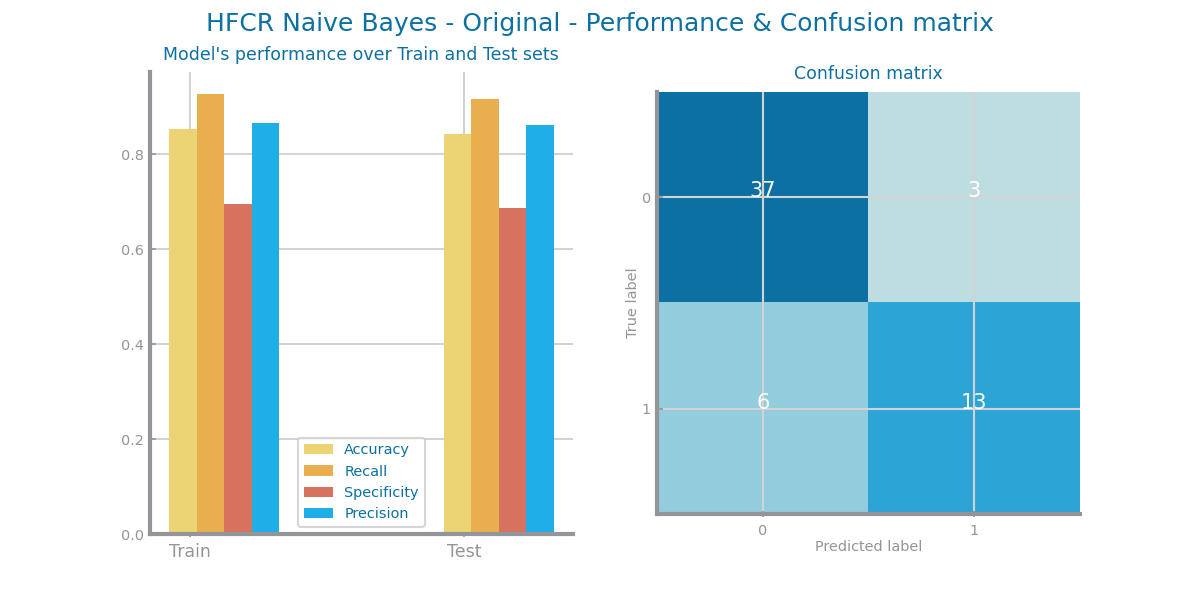 HFCR Naive Bayes - Original - Performance & Confusion matrix
Model's performance over Train and Test sets
0.8
0.6
0.4
0.2
0.0
Train
Test
Accuracy
Recall
Specificity
Precision
Confusion matrix
True label
0
1
37
3
6
13
0
1
Predicted label